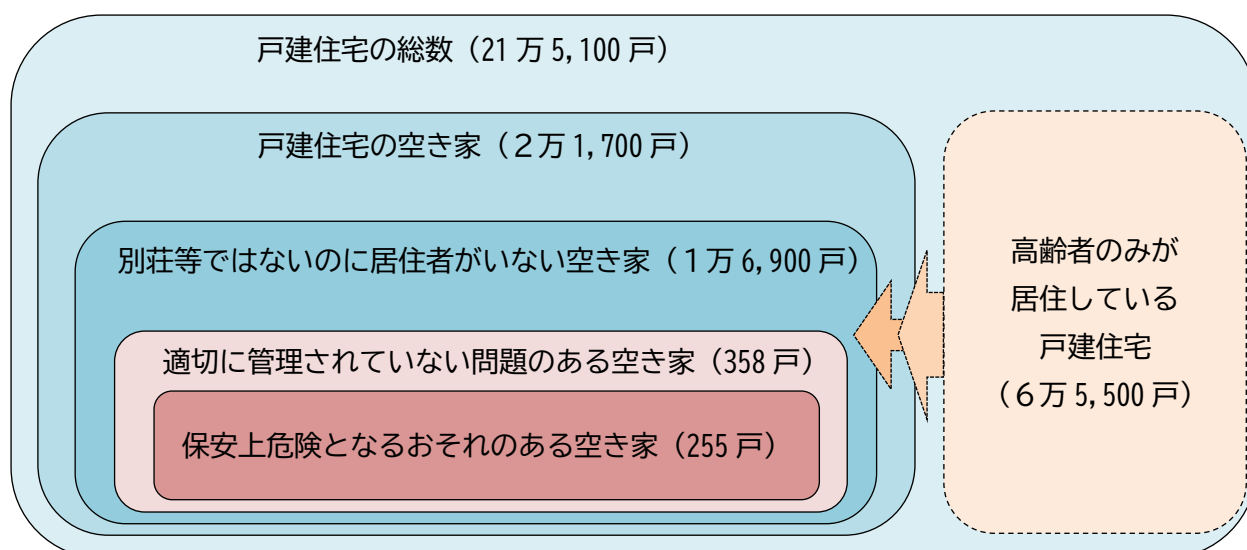 戸建住宅の総数（21万5,100戸）
戸建住宅の空き家（２万1,700戸）
別荘等ではないのに居住者がいない空き家（１万6,900戸）
適切に管理されていない問題のある空き家（358戸）
保安上危険となるおそれのある空き家（255戸）
高齢者のみが
居住している
戸建住宅
（６万5,500戸）